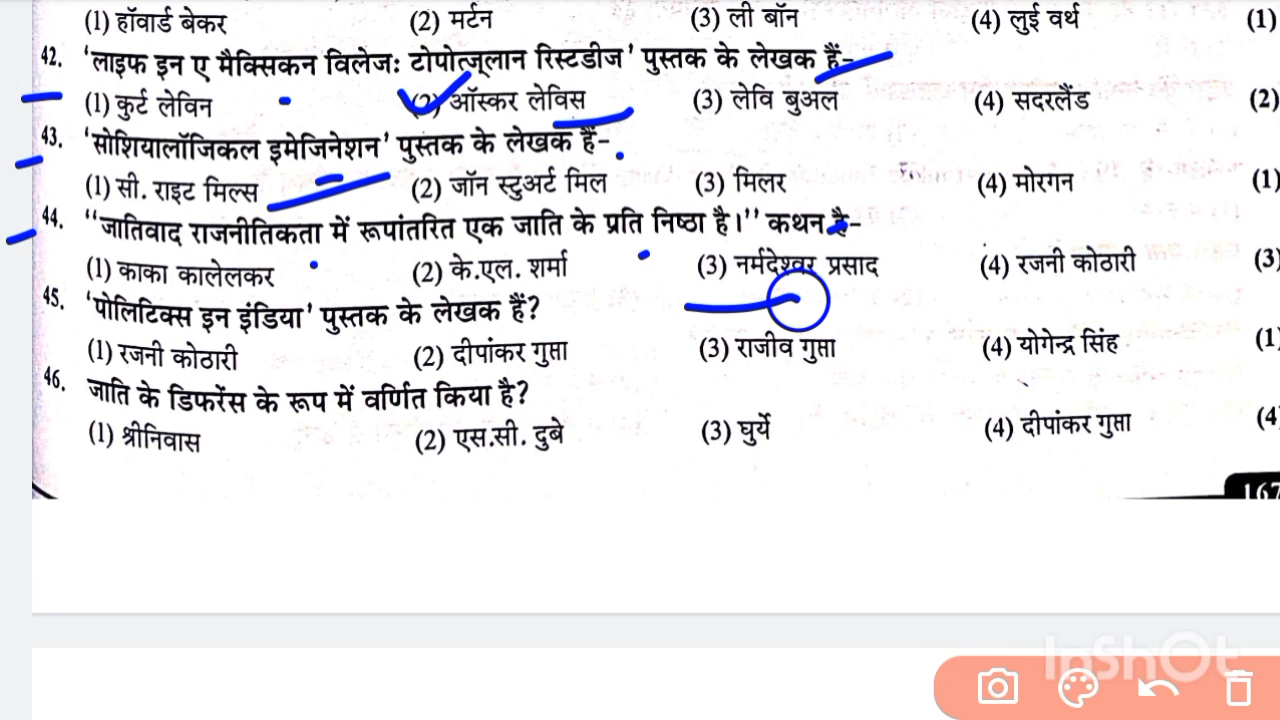 (1) हॉवार्ड बेकर (2) मर्टन (3) ली बॉन (4) लुई वर्थ (1)
42. 'लाइफ इन ए मैक्सिकन विलेजः टोपोत्ज्लान रिस्टडीज' पुस्तक के लेखक हैं-
(1) कुर्ट लेविन (2) ऑस्कर लेविस (3) लेवि बुअल (4) सदरलैंड (2)
43. 'सोशियालॉजिकल इमेजिनेशन' पुस्तक के लेखक हैं-
(1) सी. राइट मिल्स (2) जॉन स्टुअर्ट मिल (3) मिलर (4) मोरगन (1)
44. "जातिवाद राजनीतिकता में रूपांतरित एक जाति के प्रति निष्ठा है।" कथन है-
(1) काका कालेलकर (2) के.एल. शर्मा (3) नर्मदेश्वर प्रसाद (4) रजनी कोठारी (3)
45. 'पोलिटिक्स इन इंडिया' पुस्तक के लेखक हैं?
(1) रजनी कोठारी (2) दीपांकर गुप्ता (3) राजीव गुप्ता (4) योगेन्द्र सिंह (1)
46. जाति के डिफरेंस के रूप में वर्णित किया है?
(1) श्रीनिवास (2) एस.सी. दुबे (3) घुर्ये (4) दीपांकर गुप्ता (4
167
InShOt